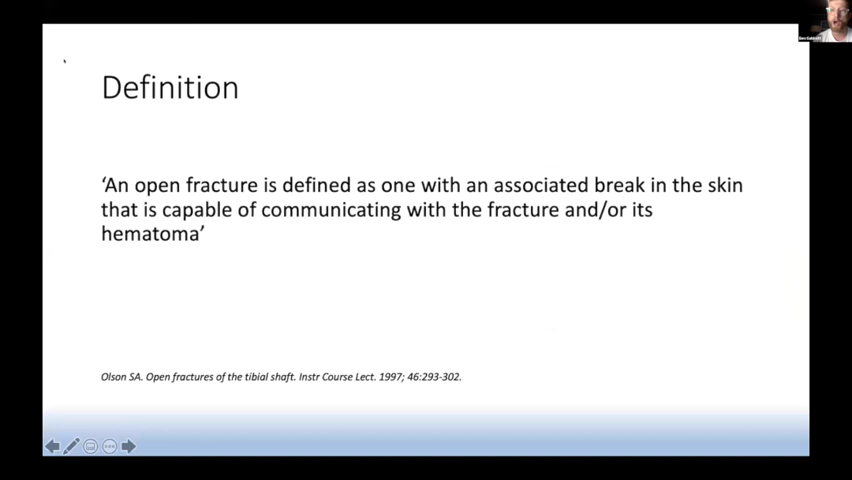 Definition
‘An open fracture is defined as one with an associated break in the skin
that is capable of communicating with the fracture and/or its
hematoma’
Olson SA. Open fractures of the tibial shaft. Instr Course Lect. 1997; 46:293-302.